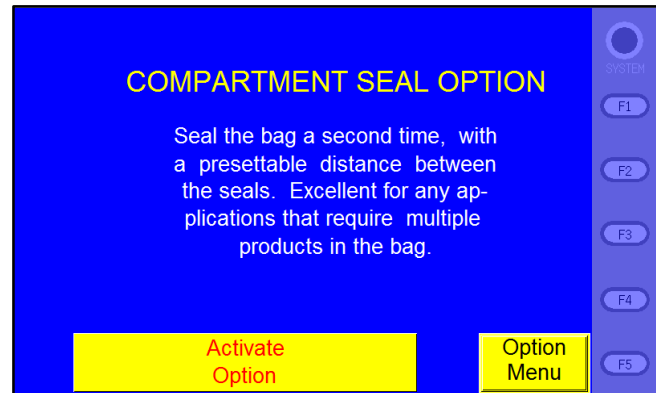 COMPARTMENT SEAL OPTION
SYSTEM
F1
Seal the bag a second time, with
a presettable distance between
the seals. Excellent for any ap-
plications that require multiple
products in the bag.
F2
F3
F4
Activate
Option
Option
Menu
F5